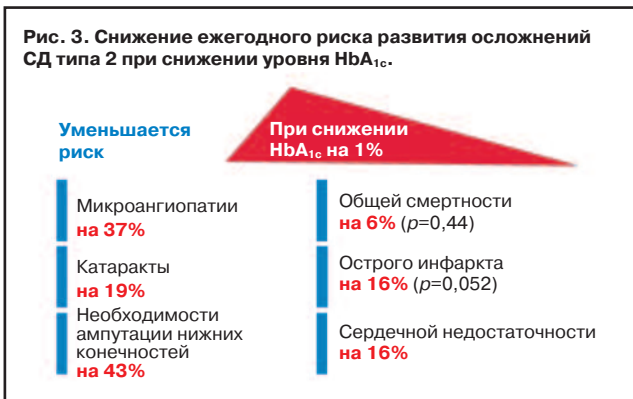 Рис. 3. Снижение ежегодного риска развития осложнений
СД типа 2 при снижении уровня HbA1c.
Уменьшается
риск
При снижении
HbA1c на 1%
Микроангиопатии
на 37%
Катаракты
на 19%
Необходимости
ампутации нижних
конечностей
на 43%
Общей смертности
на 6% (p=0,44)
Острого инфаркта
на 16% (p=0,052)
Сердечной недостаточности
на 16%